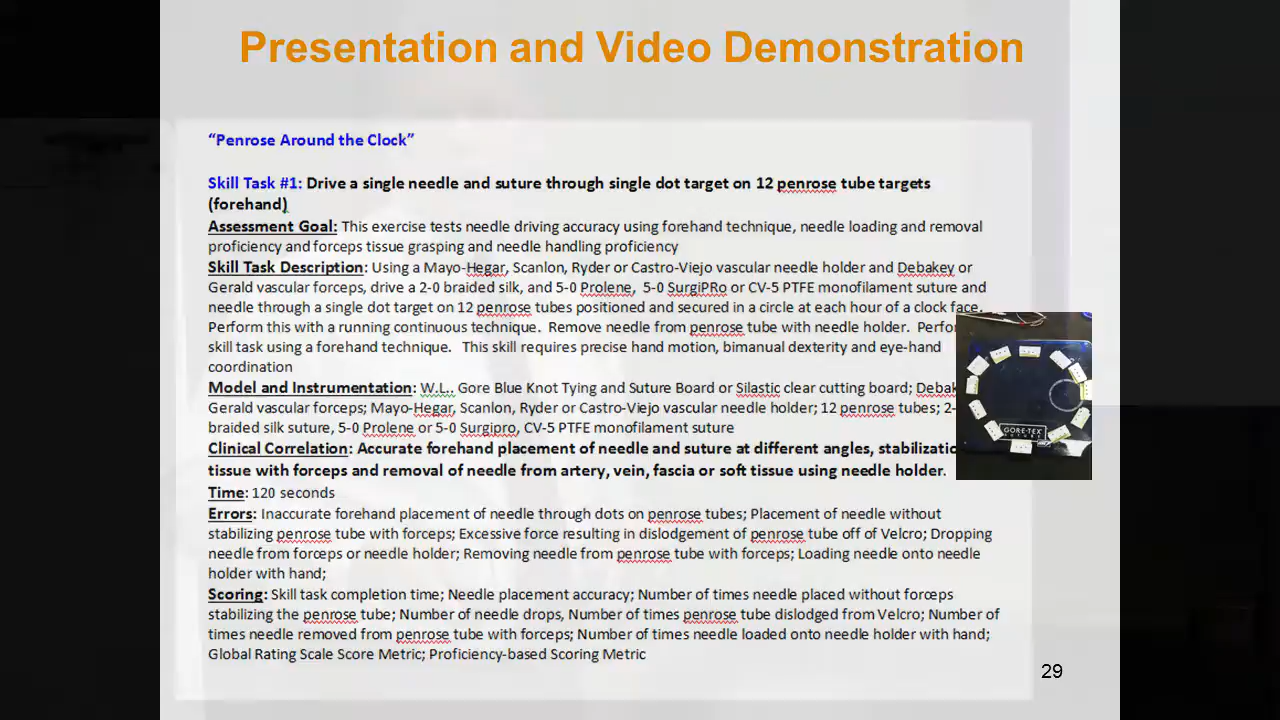 Presentation and Video Demonstration
“Penrose Around the Clock”
Skill Task #1: Drive a single needle and suture through single dot target on 12 penrose tube targets
(forehand)
Assessment Goal: This exercise tests needle driving accuracy using forehand technique, needle loading and removal
proficiency and forceps tissue grasping and needle handling proficiency
Skill Task Description: Using a Mayo-Hegar, Scanlon, Ryder or Castro-Viejo vascular needle holder and Debakey or
Gerald vascular forceps, drive a 2-0 braided silk, and 5-0 Prolene, 5-0 SurgiPRo or CV-5 PTFE monofilament suture and
needle through a single dot target on 12 penrose tubes positioned and secured in a circle at each hour of a clock face.
Perform this with a running continuous technique. Remove needle from penrose tube with needle holder.
skill task using a forehand technique. This skill requires precise hand motion, bimanual dexterity and eye-hand
coordination
Model and Instrumentation: W.L.. Gore Blue Knot Tying and Suture Board or Silastic clear cutting board;
Gerald vascular forceps; Mayo-Hegar, Scanlon, Ryder or Castro-Viejo vascular needle holder; 12 penrose tubes; 2-
braided silk suture, 5-0 Prolene or 5-0 Surgipro, CV-5 PTFE monofilament suture
Clinical Correlation: Accurate forehand placement of needle and suture at different angles,
tissue with forceps and removal of needle from artery, vein, fascia or soft tissue using needle holder.
Time: 120 seconds
Errors: Inaccurate forehand placement of needle through dots on penrose tubes; Placement of needle without
stabilizing penrose tube with forceps; Excessive force resulting in dislodgement of penrose tube off of Velcro; Dropping
needle from forceps or needle holder; Removing needle from penrose tube with forceps; Loading needle onto needle
holder with hand;
Scoring: Skill task completion time; Needle placement accuracy; Number of times needle placed without forceps
stabilizing the penrose tube; Number of needle drops, Number of times penrose tube dislodged from Velcro; Number of
times needle removed from penrose tube with forceps; Number of times needle loaded onto needle holder with hand;
Global Rating Scale Score Metric; Proficiency-based Scoring Metric
GORE-TEX
29